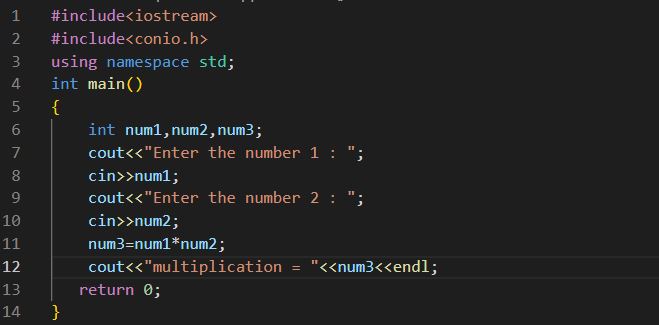 1 #include<iostream>
2 #include<conio.h>
3 using namespace std;
4 int main()
5 {
6 int num1,num2,num3;
7 cout<<"Enter the number 1 : ";
8 cin>>num1;
9 cout<<"Enter the number 2 : ";
10 cin>>num2;
11 num3=num1*num2;
12 cout<<"multiplication = "<<num3<<endl;
13 return 0;
14 }